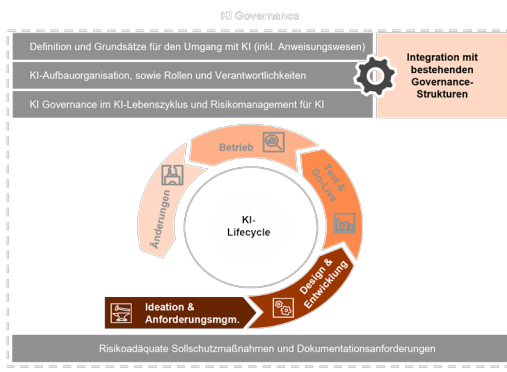 KI Governance
Definition und Grundsätze für den Umgang mit KI (inkl. Anweisungswesen)
KI-Aufbauorganisation, sowie Rollen und Verantwortlichkeiten
KI Governance im KI-Lebenszyklus und Risikomanagement für KI
Integration mit
bestehenden
Governance-
Strukturen
Betrieb
Test &
Go-Live
Änderungen
KI-
Lifecycle
Design &
Entwicklung
Ideation &
Anforderungsmgm.
Risikoadäquate Sollschutzmaßnahmen und Dokumentationsanforderungen